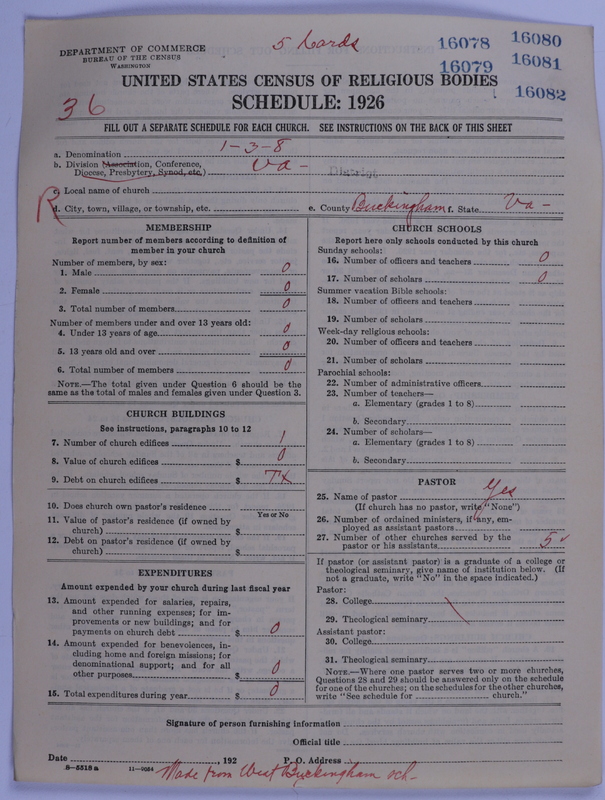 5 Cards
DEPARTMENT OF COMMERCE
BUREAU OF THE CENSUS
WASHINGTON
16078 16080
16079 16081
16082
UNITED STATES CENSUS OF RELIGIOUS BODIES
SCHEDULE: 1926
36
FILL OUT A SEPARATE SCHEDULE FOR EACH CHURCH. SEE INSTRUCTIONS ON THE BACK OF THIS SHEET
a. Denomination 1-3-8
b. Division (Association, Conference,
Diocese, Presbytery, Synod, etc.) Va - District
c. Local name of church
R
d. City, town, village, or township, etc. e. County Buckingham f. State Va -
MEMBERSHIP
Report number of members according to definition of
member in your church
Number of members, by sex:
1. Male 0
2. Female 0
3. Total number of members 0
Number of members under and over 13 years old:
4. Under 13 years of age 0
5. 13 years old and over 0
6. Total number of members 0
NOTE.—The total given under Question 6 should be the
same as the total of males and females given under Question 3.
CHURCH BUILDINGS
See instructions, paragraphs 10 to 12
7. Number of church edifices 1
8. Value of church edifices $ 0
9. Debt on church edifices $ Tx
10. Does church own pastor's residence
Yes or No
11. Value of pastor's residence (if owned by
church) $
12. Debt on pastor's residence (if owned by
church) $
EXPENDITURES
Amount expended by your church during last fiscal year
13. Amount expended for salaries, repairs,
and other running expenses; for im-
provements or new buildings; and for
payments on church debt $ 0
14. Amount expended for benevolences, in-
cluding home and foreign missions; for
denominational support; and for all
other purposes $ 0
15. Total expenditures during year $ 0
CHURCH SCHOOLS
Report here only schools conducted by this church
Sunday schools:
16. Number of officers and teachers 0
17. Number of scholars 0
Summer vacation Bible schools:
18. Number of officers and teachers
19. Number of scholars
Week-day religious schools:
20. Number of officers and teachers
21. Number of scholars
Parochial schools:
22. Number of administrative officers
23. Number of teachers—
a. Elementary (grades 1 to 8)
b. Secondary
24. Number of scholars—
a. Elementary (grades 1 to 8)
b. Secondary
PASTOR
25. Name of pastor Yes
(If church has no pastor, write "None")
26. Number of ordained ministers, if any, em-
ployed as assistant pastors
27. Number of other churches served by the
pastor or his assistants 5 ✓
If pastor (or assistant pastor) is a graduate of a college or
theological seminary, give name of institution below. (If
not a graduate, write "No" in the space indicated.)
Pastor:
28. College
29. Theological seminary
Assistant pastor:
30. College
31. Theological seminary
NOTE.—Where one pastor serves two or more churches,
Questions 28 and 29 should be answered only on the schedule
for one of the churches; on the schedules for the other churches,
write "See schedule for church."
Signature of person furnishing information
Official title
Date , 192 P. O. Address
8—5518 a 11—3054 Made from West Buckingham sch.